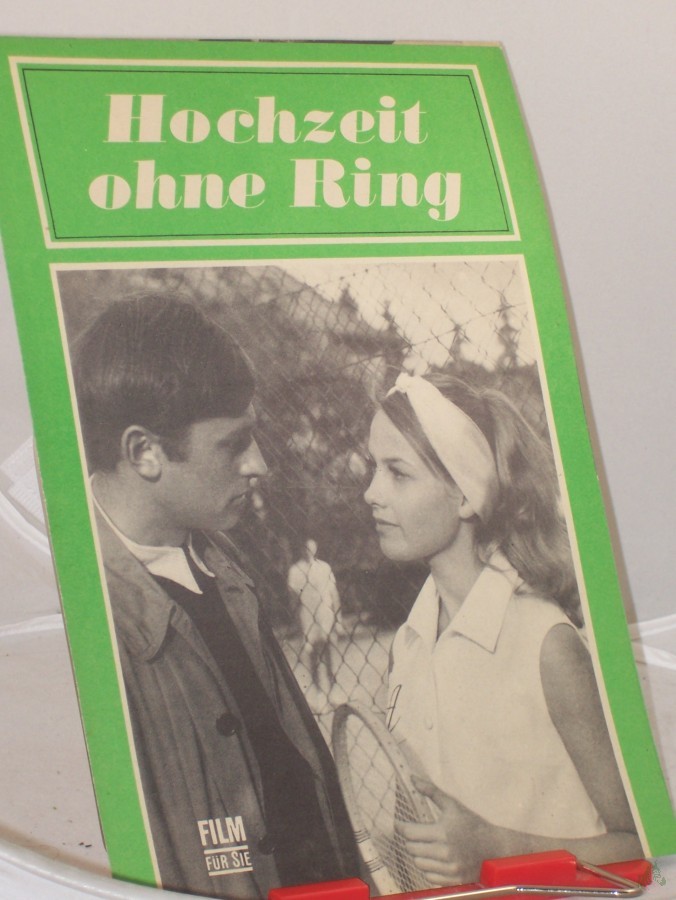 Hochzeit
ohne Ring
FILM
FÜR SIE